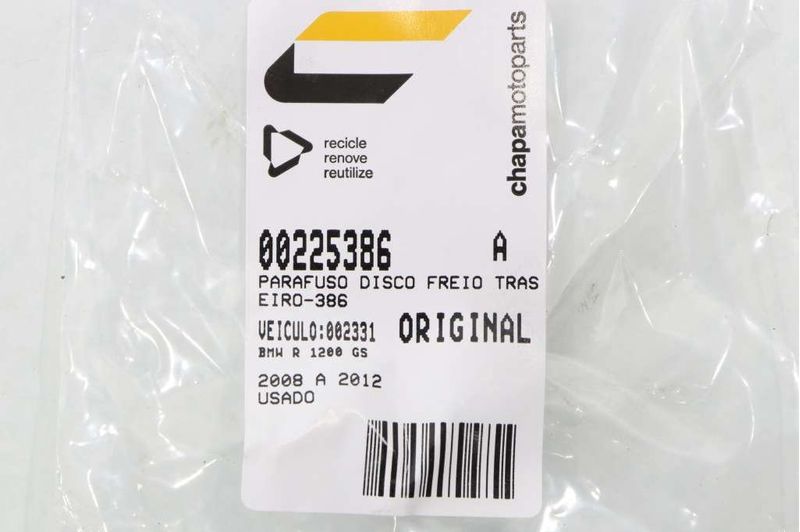 chapamotoparts
recicle
renove
reutilize
00225386 A
PARAFUSO DISCO FREIO TRAS
EIRO-386
VEICULO:002331 ORIGINAL
BMW R 1200 GS
2008 A 2012
USADO